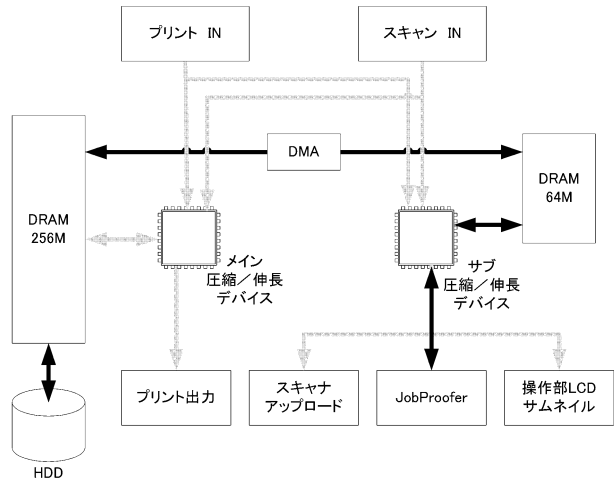 プリント IN
スキャン IN
DMA
DRAM
256M
DRAM
64M
メイン
圧縮／伸長
デバイス
サブ
圧縮／伸長
デバイス
プリント出力
スキャナ
アップロード
JobProofer
操作部LCD
サムネイル
HDD